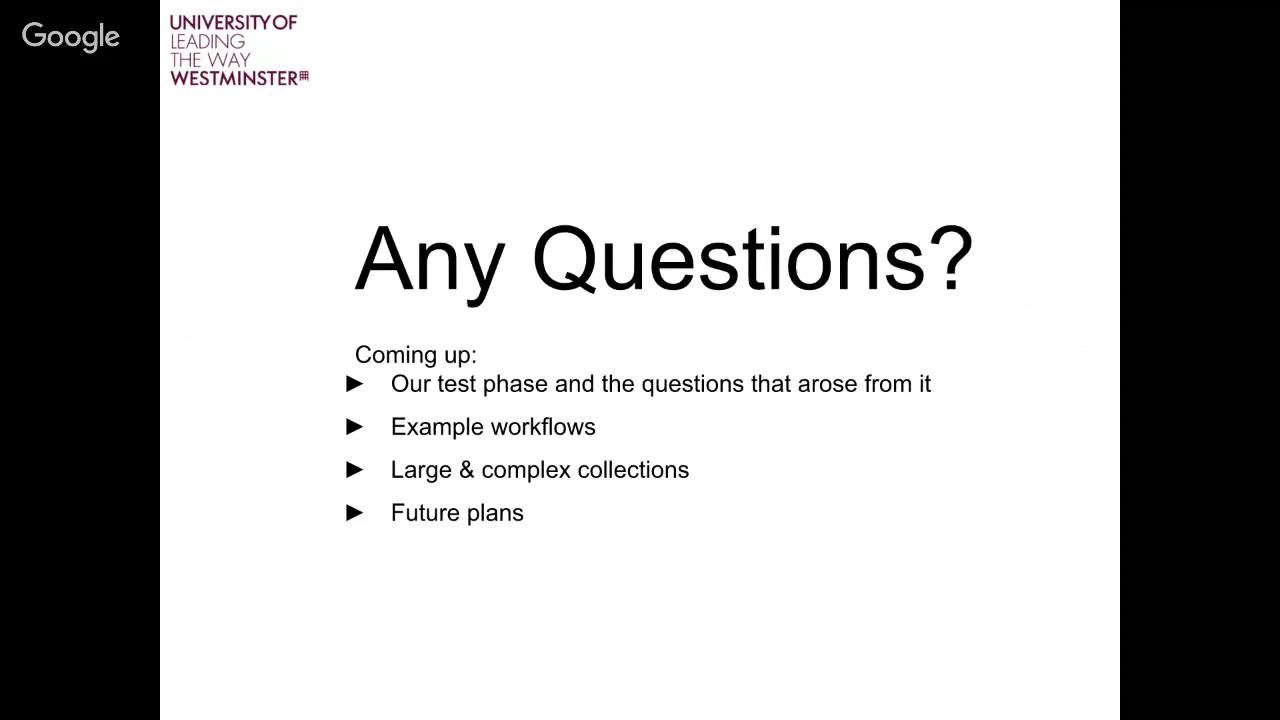 Google
UNIVERSITY OF
LEADING
THE WAY
WESTMINSTER
Any Questions?
Coming up:
► Our test phase and the questions that arose from it
► Example workflows
► Large & complex collections
► Future plans